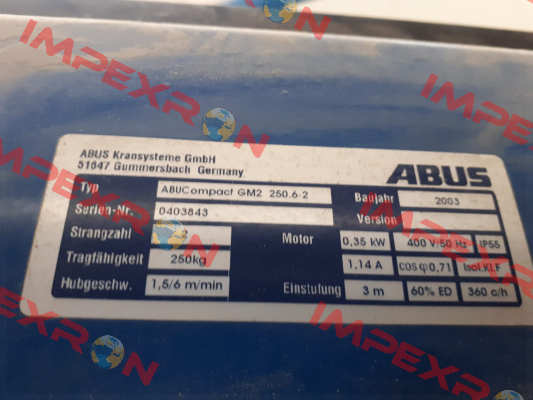 IMPEXRON
ABUS Kransysteme GmbH
51647 Gummersbach Germany
ABUS
Typ ABUCompact GM2 250.6-2 Baujahr 2003
Serien-Nr. 0403843 Version
Strangzahl 2 Motor 0,35 kW 400 V/50 Hz IP55
Tragfähigkeit 250kg 1,14 A cos φ 0,71 Isol.KL.F
Hubgeschw. 1,5/6 m/min Einstufung 3 m 60% ED 360 c/h
IMPEXRON
IMPEXRON
IMPEXRON